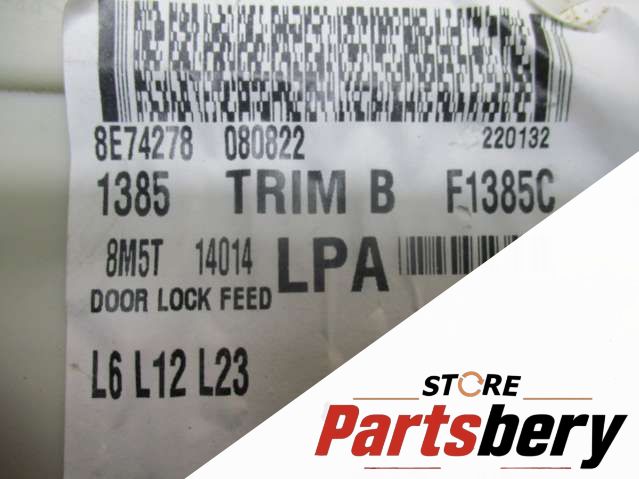 8E74278 080822 220132
1385 TRIM B F1385C
8M5T 14014 LPA
DOOR LOCK FEED
L6 L12 L23
STORE
Partsbery